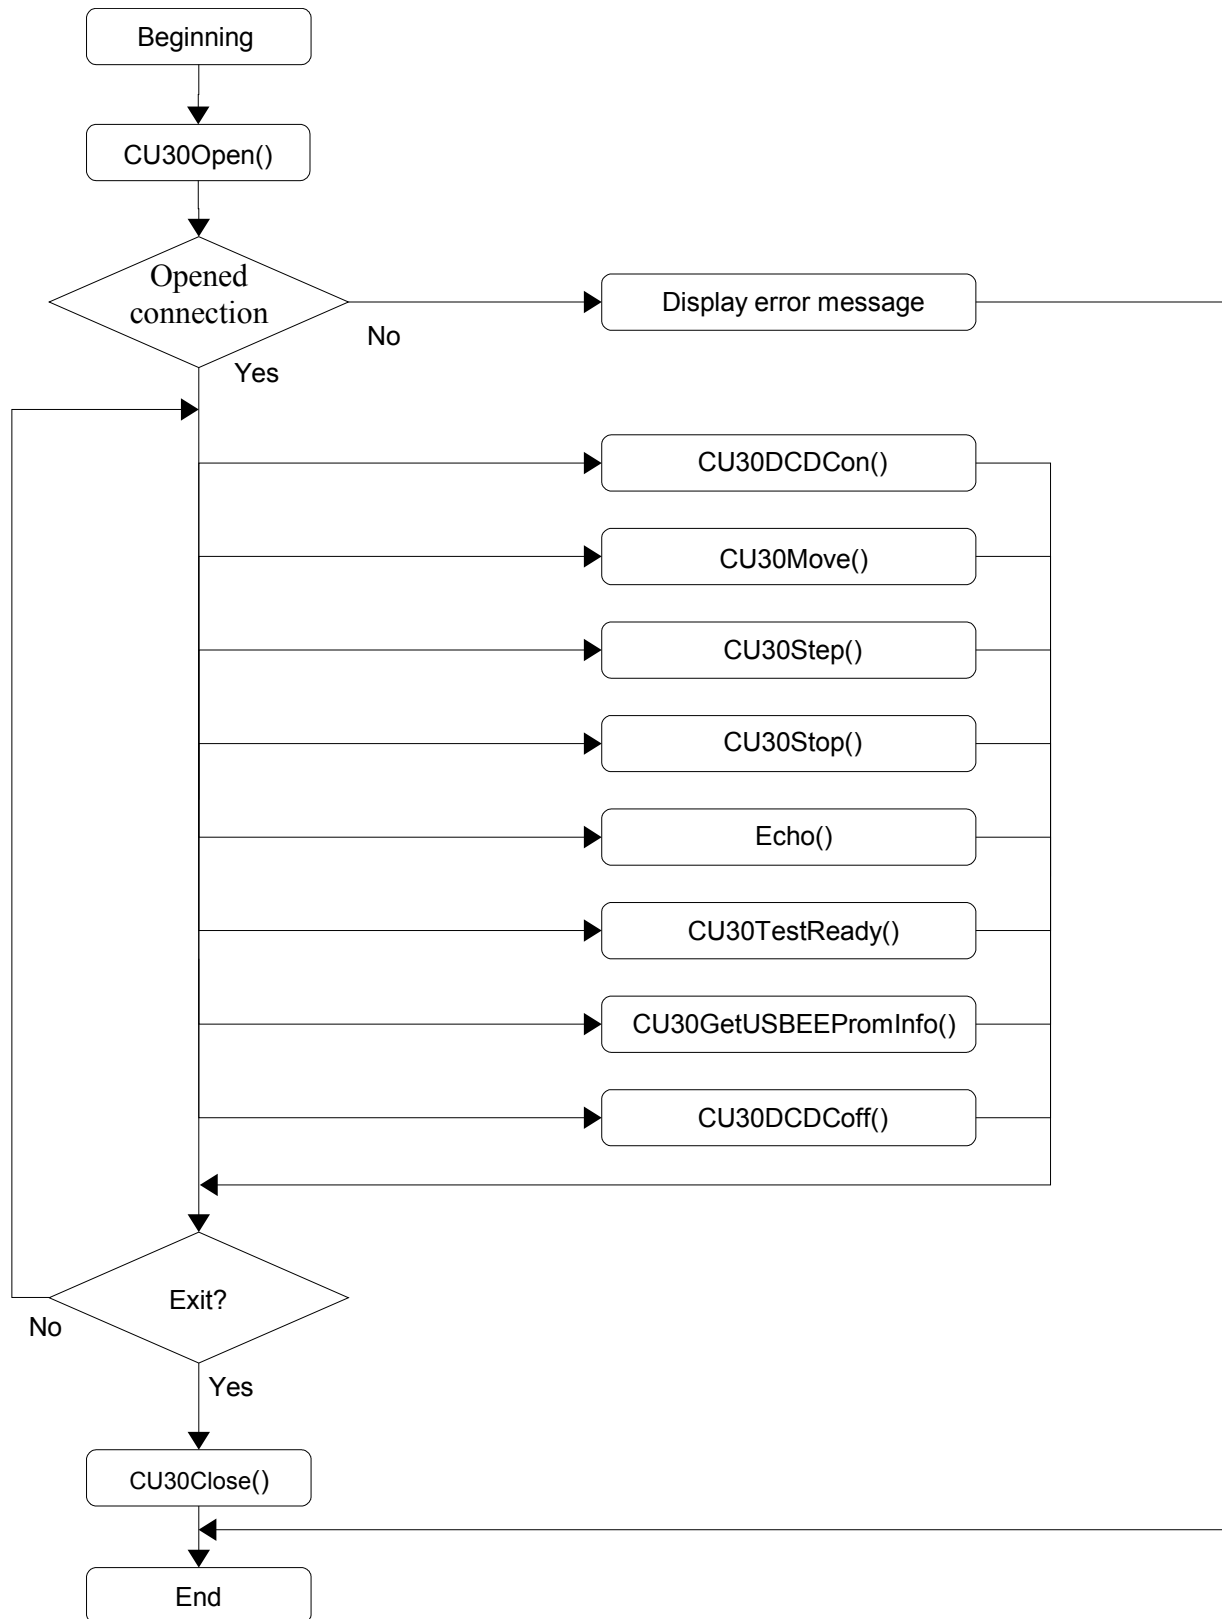 Beginning
CU30Open()
Opened
connection
No
Display error message
Yes
CU30DCDCon()
CU30Move()
CU30Step()
CU30Stop()
Echo()
CU30TestReady()
CU30GetUSBEEPromInfo()
CU30DCDCoff()
Exit?
No
Yes
CU30Close()
End